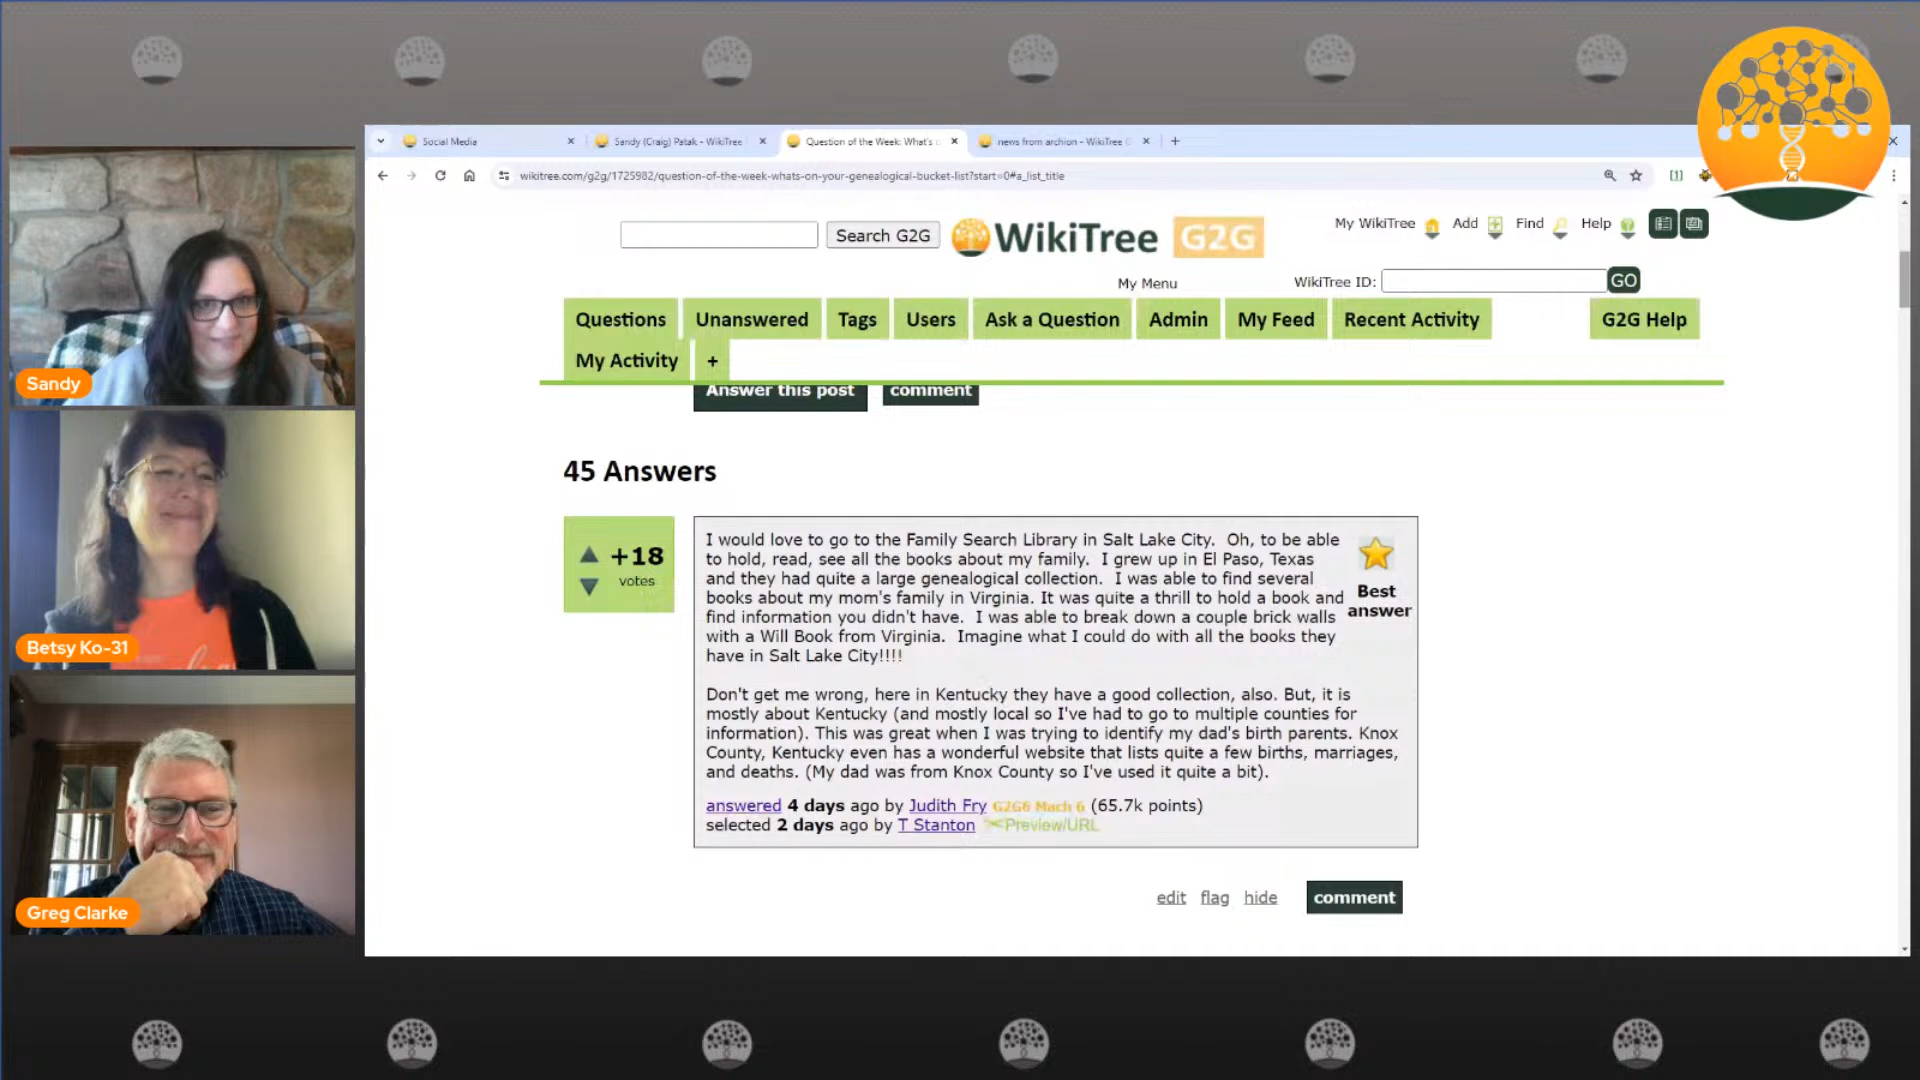 Social Media
Sandy (Craig) Patak - WikiTree
Question of the Week: What's
news from archion - WikiTree
wikitree.com/g2g/1725982/question-of-the-week-whats-on-your-genealogical-bucket-list?start=0#a_list_title
Search G2G
WikiTree G2G
My WikiTree Add Find Help
My Menu
WikiTree ID: GO
Questions Unanswered Tags Users Ask a Question Admin My Feed Recent Activity G2G Help
My Activity +
Answer this post comment
45 Answers
+18
votes
I would love to go to the Family Search Library in Salt Lake City. Oh, to be able
to hold, read, see all the books about my family. I grew up in El Paso, Texas
and they had quite a large genealogical collection. I was able to find several
books about my mom's family in Virginia. It was quite a thrill to hold a book and
find information you didn't have. I was able to break down a couple brick walls
with a Will Book from Virginia. Imagine what I could do with all the books they
have in Salt Lake City!!!!
Best
answer
Don't get me wrong, here in Kentucky they have a good collection, also. But, it is
mostly about Kentucky (and mostly local so I've had to go to multiple counties for
information). This was great when I was trying to identify my dad's birth parents. Knox
County, Kentucky even has a wonderful website that lists quite a few births, marriages,
and deaths. (My dad was from Knox County so I've used it quite a bit).
answered 4 days ago by Judith Fry G2G6 Mach 6 (65.7k points)
selected 2 days ago by T Stanton Preview/URL
edit flag hide comment
Sandy
Betsy Ko-31
Greg Clarke